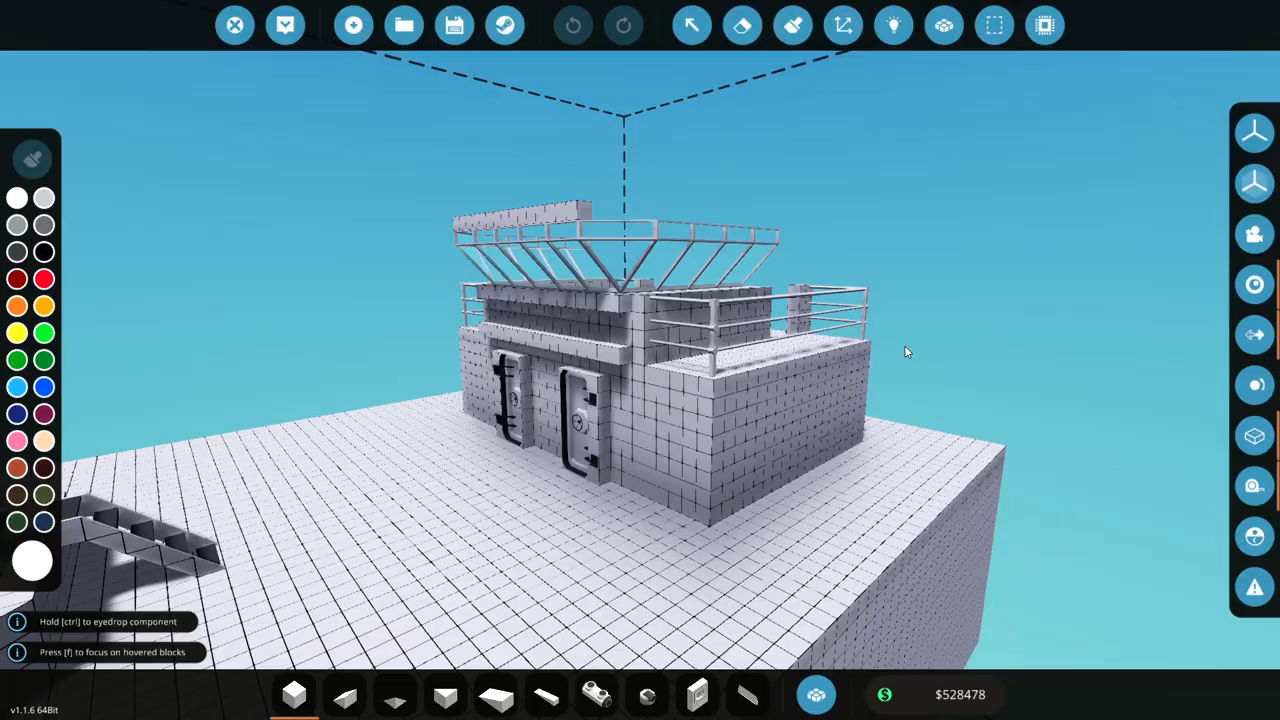 Hold [ctrl] to eyedrop component
Press [f] to focus on hovered blocks
v1.1.6 64Bit
$
$528478